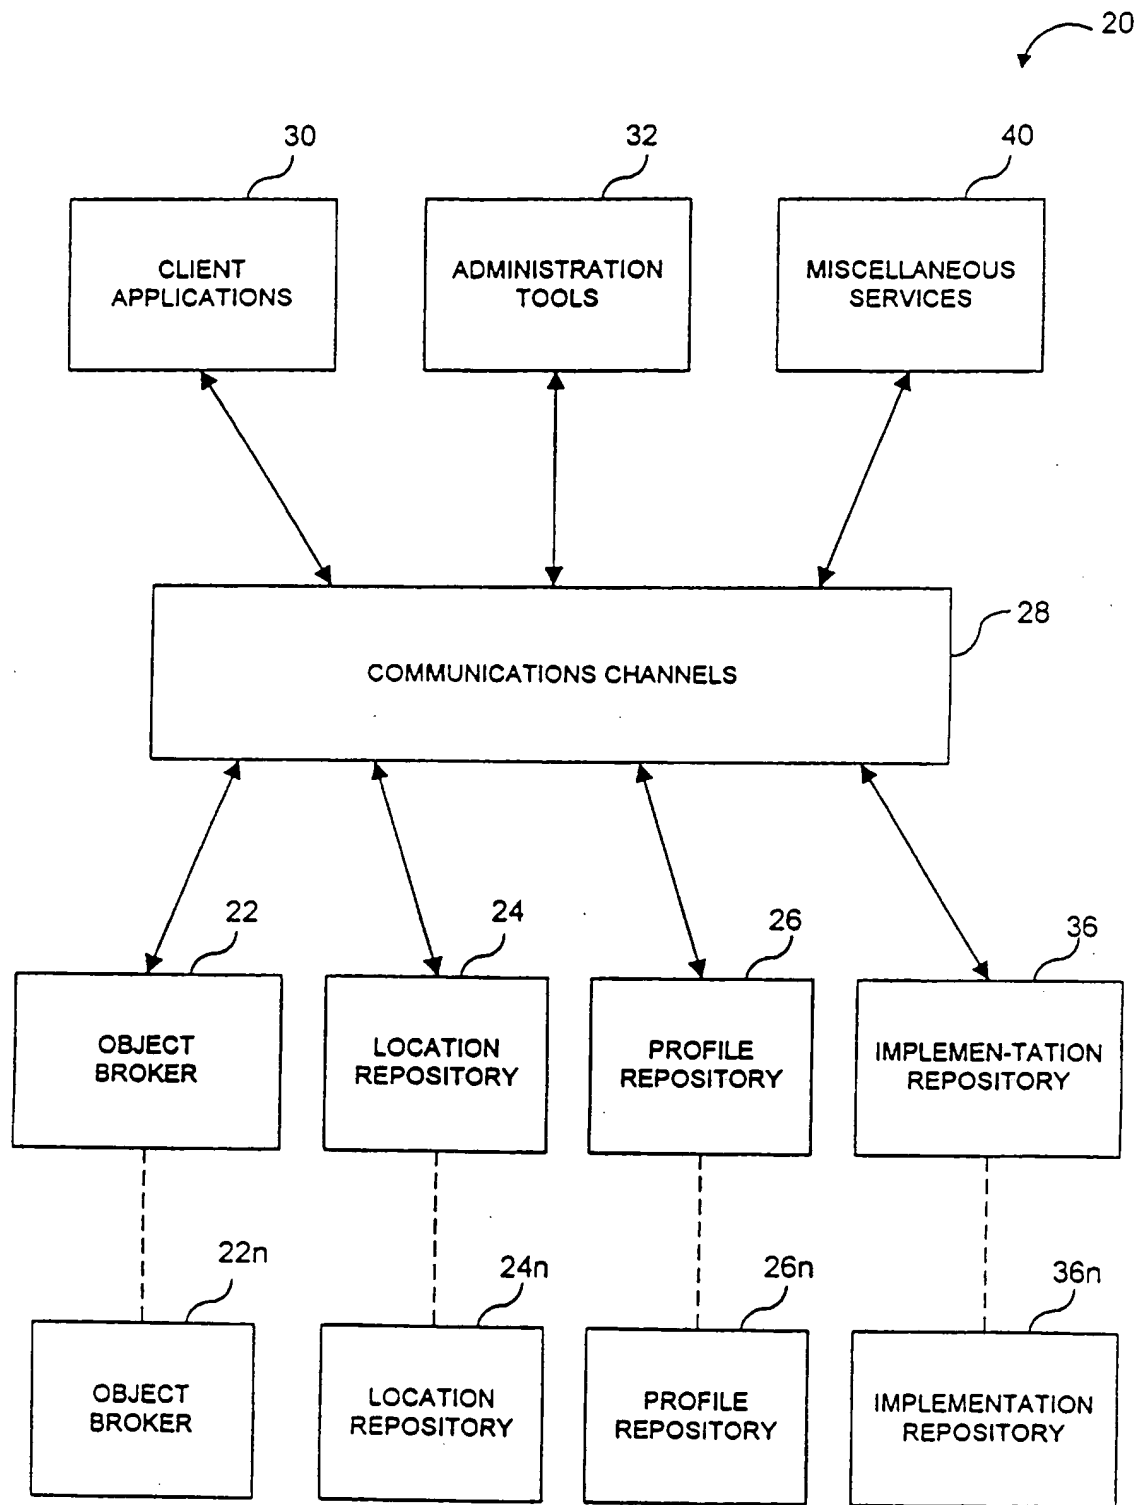 20
30
32
40
CLIENT
APPLICATIONS
ADMINISTRATION
TOOLS
MISCELLANEOUS
SERVICES
28
COMMUNICATIONS CHANNELS
22
24
26
36
OBJECT
BROKER
LOCATION
REPOSITORY
PROFILE
REPOSITORY
IMPLEMEN-TATION
REPOSITORY
22n
24n
26n
36n
OBJECT
BROKER
LOCATION
REPOSITORY
PROFILE
REPOSITORY
IMPLEMENTATION
REPOSITORY